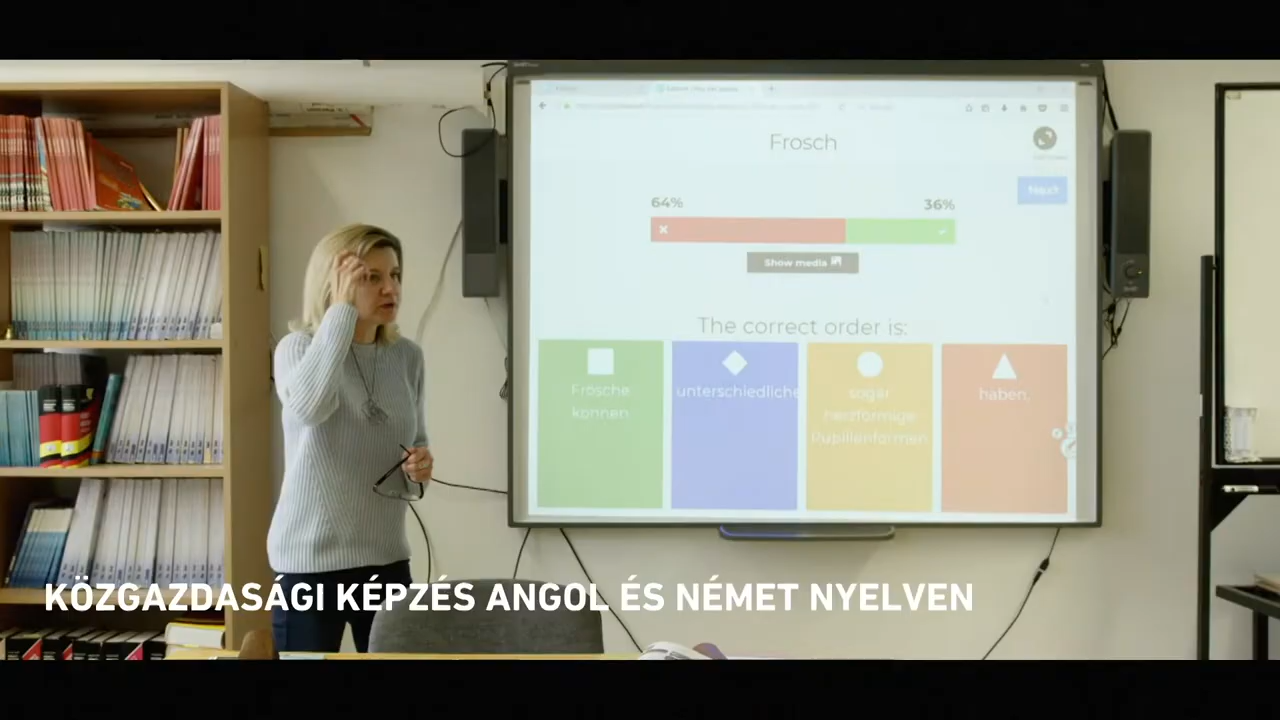 Frosch
Next
64%
36%
Show media
The correct order is:
Frösche
können
unterschiedliche
sogar
herzförmige
Pupillenformen
haben.
KÖZGAZDASÁGI KÉPZÉS ANGOL ÉS NÉMET NYELVEN